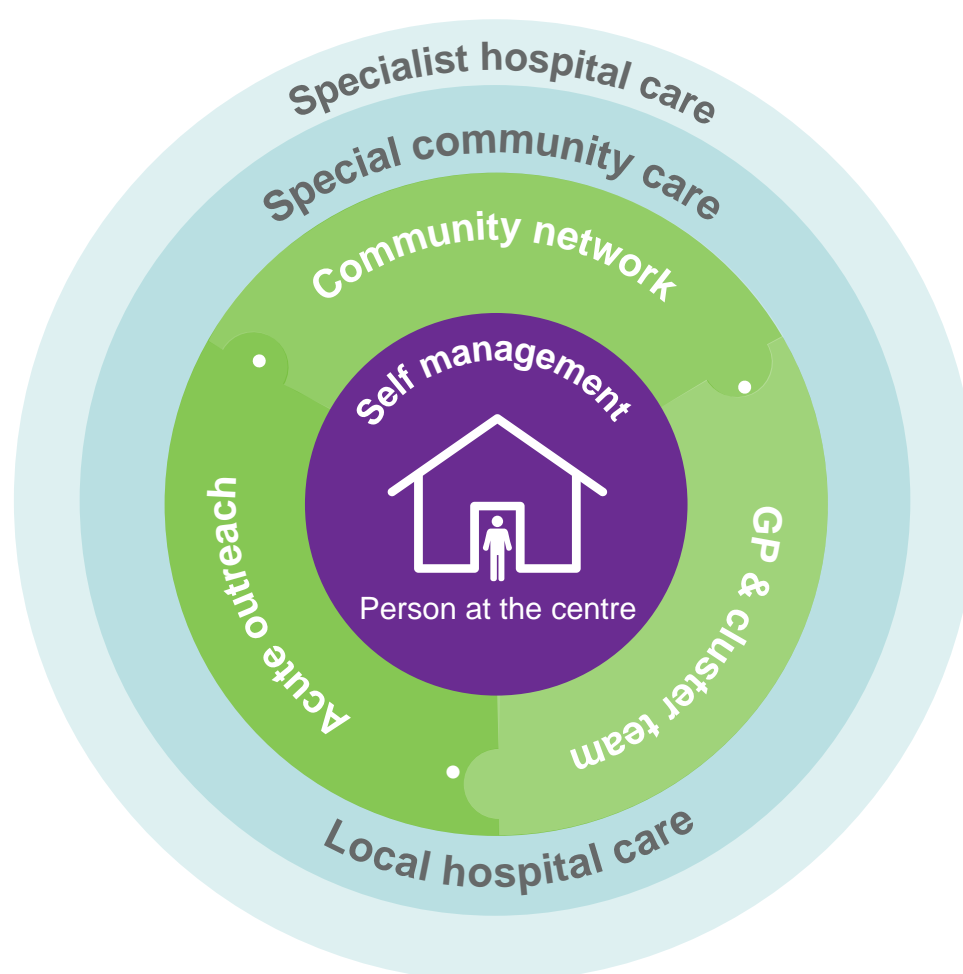 Specialist hospital care
Special community care
Community network
Self management
Person at the centre
Acute outreach
GP & cluster team
Local hospital care